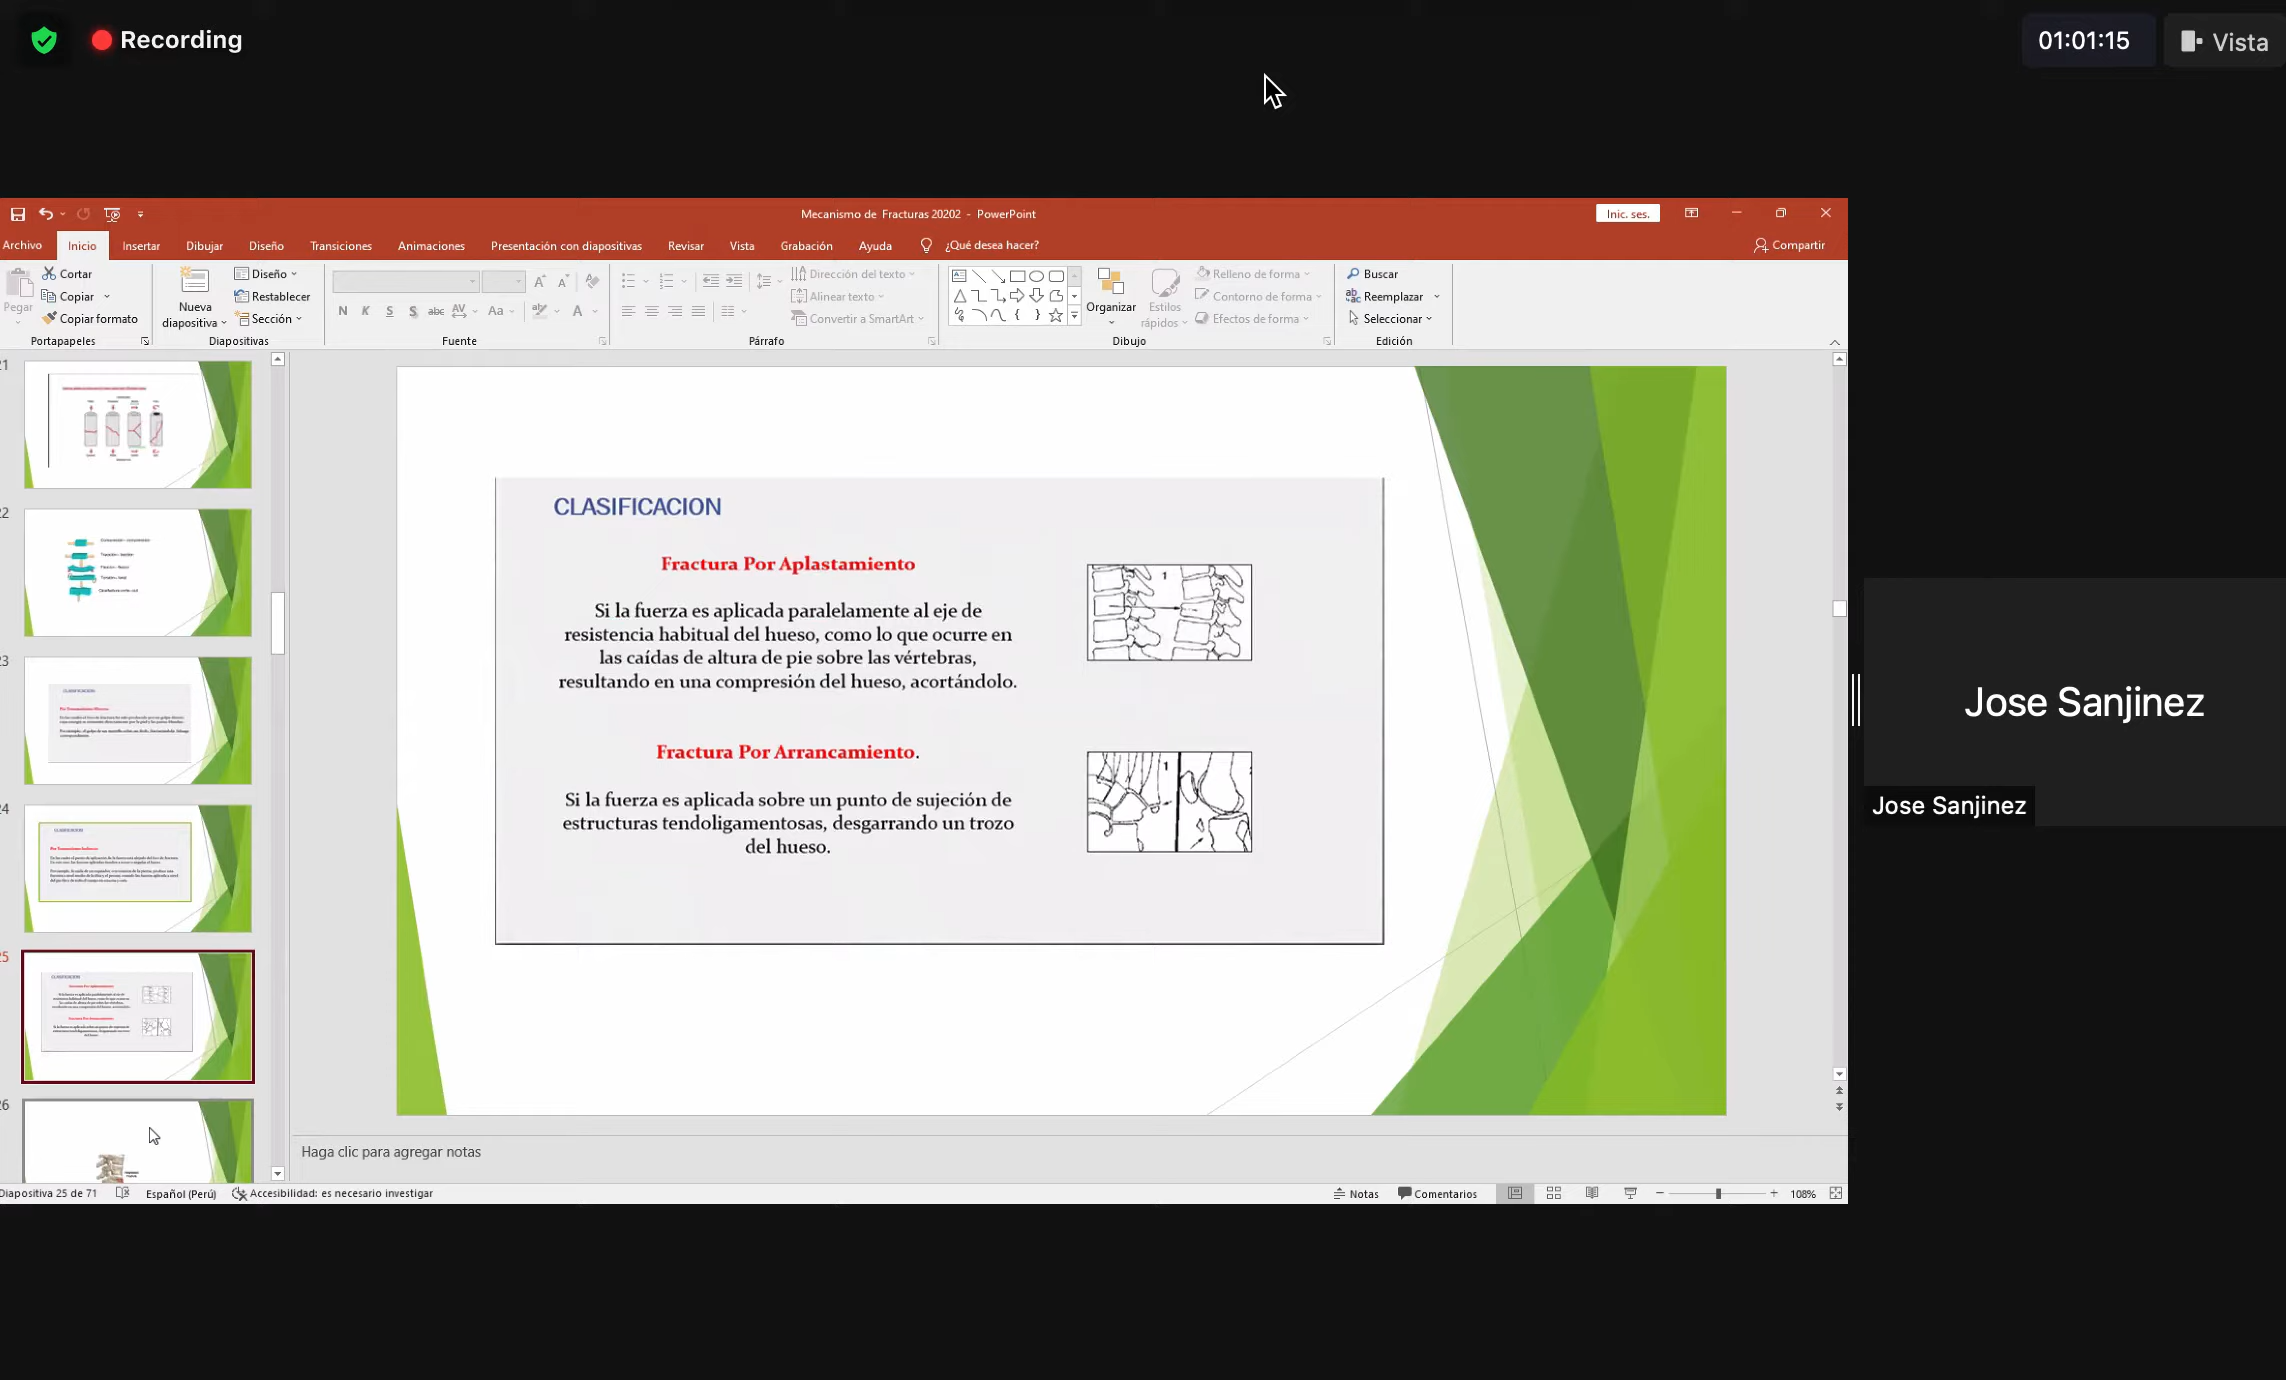 Recording
01:01:15
Vista
Mecanismo de Fracturas 20202 - PowerPoint
Inic. ses.
Archivo
Inicio
Insertar
Dibujar
Diseño
Transiciones
Animaciones
Presentación con diapositivas
Revisar
Vista
Grabación
Ayuda
¿Qué desea hacer?
Compartir
Pegar
Cortar
Copiar
Copiar formato
Portapapeles
Nueva
diapositiva
Diseño
Restablecer
Sección
Diapositivas
N K S S abc AV Aa A
Fuente
Dirección del texto
Alinear texto
Convertir a SmartArt
Párrafo
Organizar
Estilos
rápidos
Relleno de forma
Contorno de forma
Efectos de forma
Dibujo
Buscar
Reemplazar
Seleccionar
Edición
CLASIFICACION
Fractura Por Aplastamiento
Si la fuerza es aplicada paralelamente al eje de
resistencia habitual del hueso, como lo que ocurre en
las caídas de altura de pie sobre las vértebras,
resultando en una compresión del hueso, acortándolo.
1
Fractura Por Arrancamiento.
Si la fuerza es aplicada sobre un punto de sujeción de
estructuras tendoligamentosas, desgarrando un trozo
del hueso.
1
Haga clic para agregar notas
Diapositiva 25 de 71
Español (Perú)
Accesibilidad: es necesario investigar
Notas
Comentarios
108%
Jose Sanjinez
Jose Sanjinez